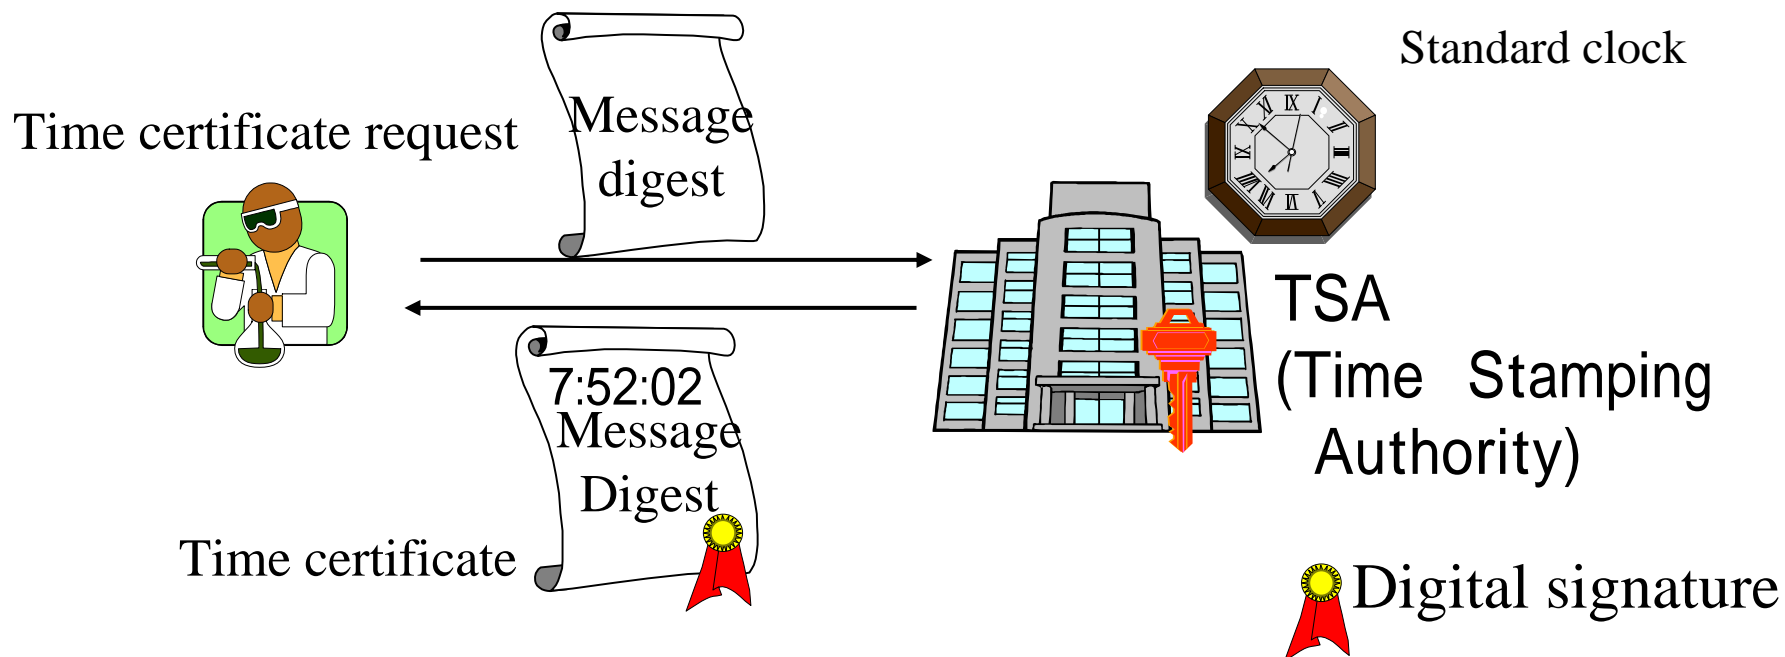 Standard clock
Time certificate request
Message
digest
TSA
(Time Stamping
Authority)
7:52:02
Message
Digest
Time certificate
Digital signature